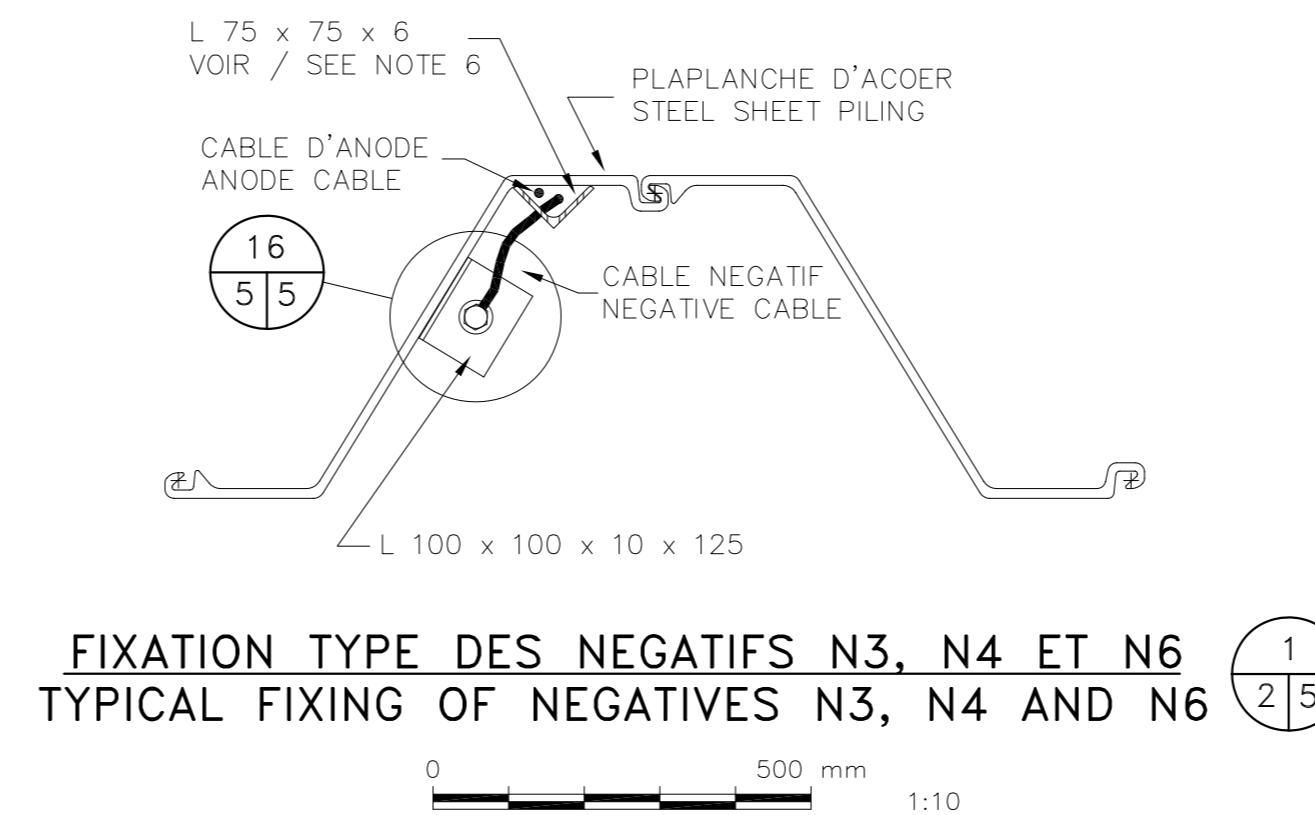 L 75 x 75 x 6
VOIR / SEE NOTE 6
PLAPLANCHE D'ACOER
STEEL SHEET PILING
CABLE D'ANODE
ANODE CABLE
16
5 5
CABLE NEGATIF
NEGATIVE CABLE
L 100 x 100 x 10 x 125
FIXATION TYPE DES NEGATIFS N3, N4 ET N6
TYPICAL FIXING OF NEGATIVES N3, N4 AND N6
1
2 5
0 500 mm
1:10